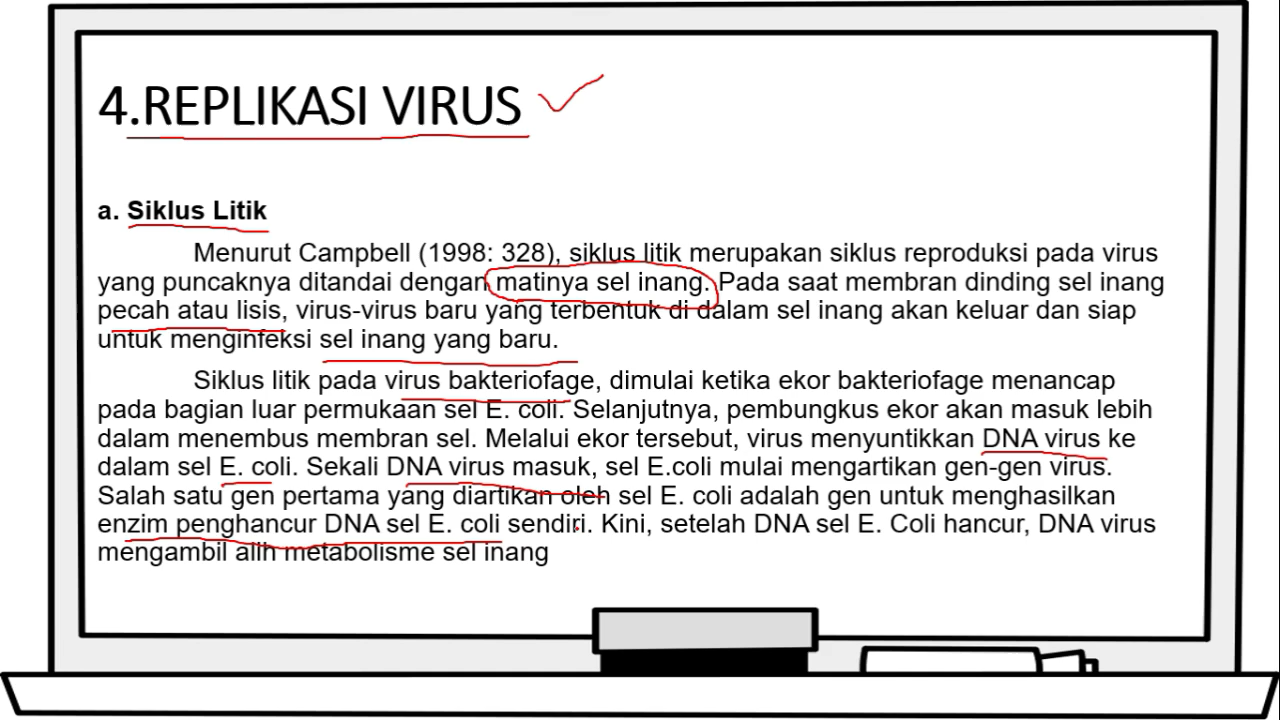 4.REPLIKASI VIRUS
a. Siklus Litik
Menurut Campbell (1998: 328), siklus litik merupakan siklus reproduksi pada virus
yang puncaknya ditandai dengan matinya sel inang. Pada saat membran dinding sel inang
pecah atau lisis, virus-virus baru yang terbentuk di dalam sel inang akan keluar dan siap
untuk menginfeksi sel inang yang baru.
Siklus litik pada virus bakteriofage, dimulai ketika ekor bakteriofage menancap
pada bagian luar permukaan sel E. coli. Selanjutnya, pembungkus ekor akan masuk lebih
dalam menembus membran sel. Melalui ekor tersebut, virus menyuntikkan DNA virus ke
dalam sel E. coli. Sekali DNA virus masuk, sel E.coli mulai mengartikan gen-gen virus.
Salah satu gen pertama yang diartikan oleh sel E. coli adalah gen untuk menghasilkan
enzim penghancur DNA sel E. coli sendiri. Kini, setelah DNA sel E. Coli hancur, DNA virus
mengambil alih metabolisme sel inang